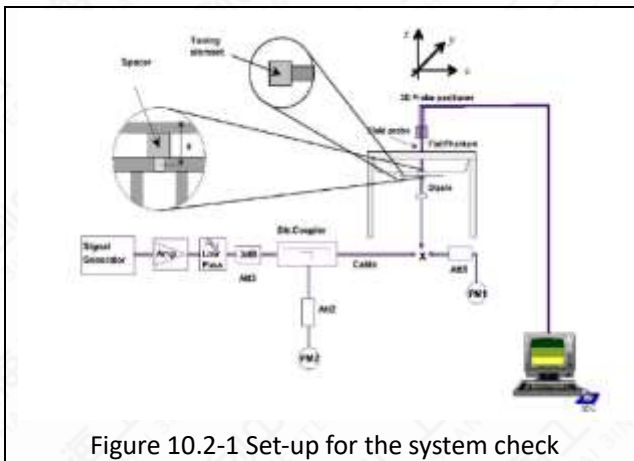 Tuning
element
Spacer
z
y
x
3D Probe positioner
Field probe
Flat Phantom
Dipole
Dir.Coupler
Signal
Generator
Amp
Low
Pass
3dB
Att3
Cable
Att1
X
PM1
Att2
PM2
Figure 10.2-1 Set-up for the system check